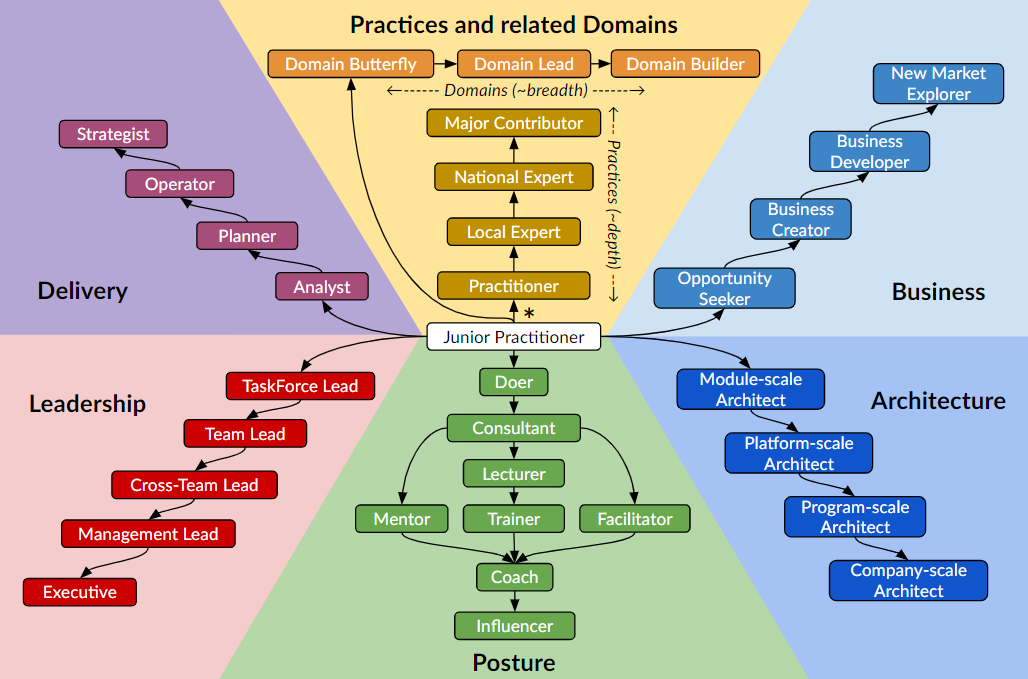 Practices and related Domains
Domain Butterfly
Domain Lead
Domain Builder
Domains (~breadth)
Major Contributor
National Expert
Local Expert
Practitioner
Practices (~depth)
*
Junior Practitioner
Delivery
Strategist
Operator
Planner
Analyst
Business
New Market
Explorer
Business
Developer
Business
Creator
Opportunity
Seeker
Leadership
TaskForce Lead
Team Lead
Cross-Team Lead
Management Lead
Executive
Doer
Consultant
Lecturer
Mentor
Trainer
Facilitator
Coach
Influencer
Posture
Architecture
Module-scale
Architect
Platform-scale
Architect
Program-scale
Architect
Company-scale
Architect